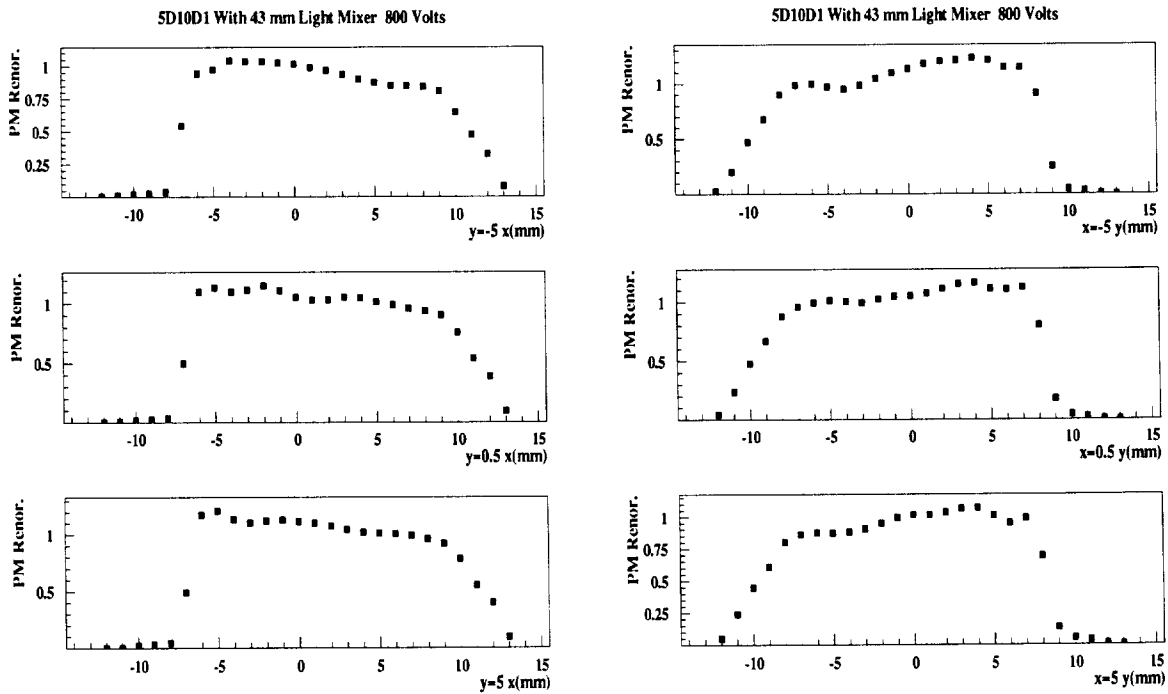 5D10D1 With 43 mm Light Mixer 800 Volts
PM Renor.
1
0.75
0.5
0.25
-10 -5 0 5 10 15
y=-5 x(mm)
PM Renor.
1
0.5
-10 -5 0 5 10 15
y=0.5 x(mm)
PM Renor.
1
0.5
-10 -5 0 5 10 15
y=5 x(mm)
5D10D1 With 43 mm Light Mixer 800 Volts
PM Renor.
1
0.5
-10 -5 0 5 10 15
x=-5 y(mm)
PM Renor.
1
0.5
-10 -5 0 5 10 15
x=0.5 y(mm)
PM Renor.
1
0.75
0.5
0.25
-10 -5 0 5 10 15
x=5 y(mm)